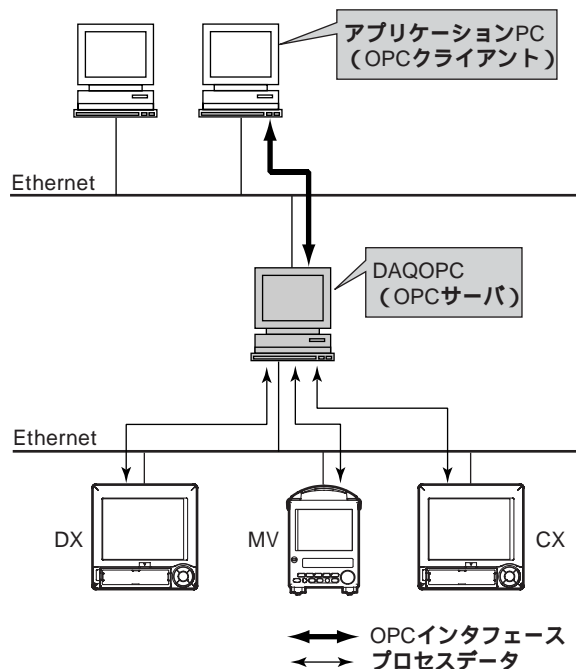 アプリケーションPC
（OPCクライアント）
Ethernet
DAQOPC
（OPCサーバ）
Ethernet
DX
MV
CX
OPCインタフェース
プロセスデータ